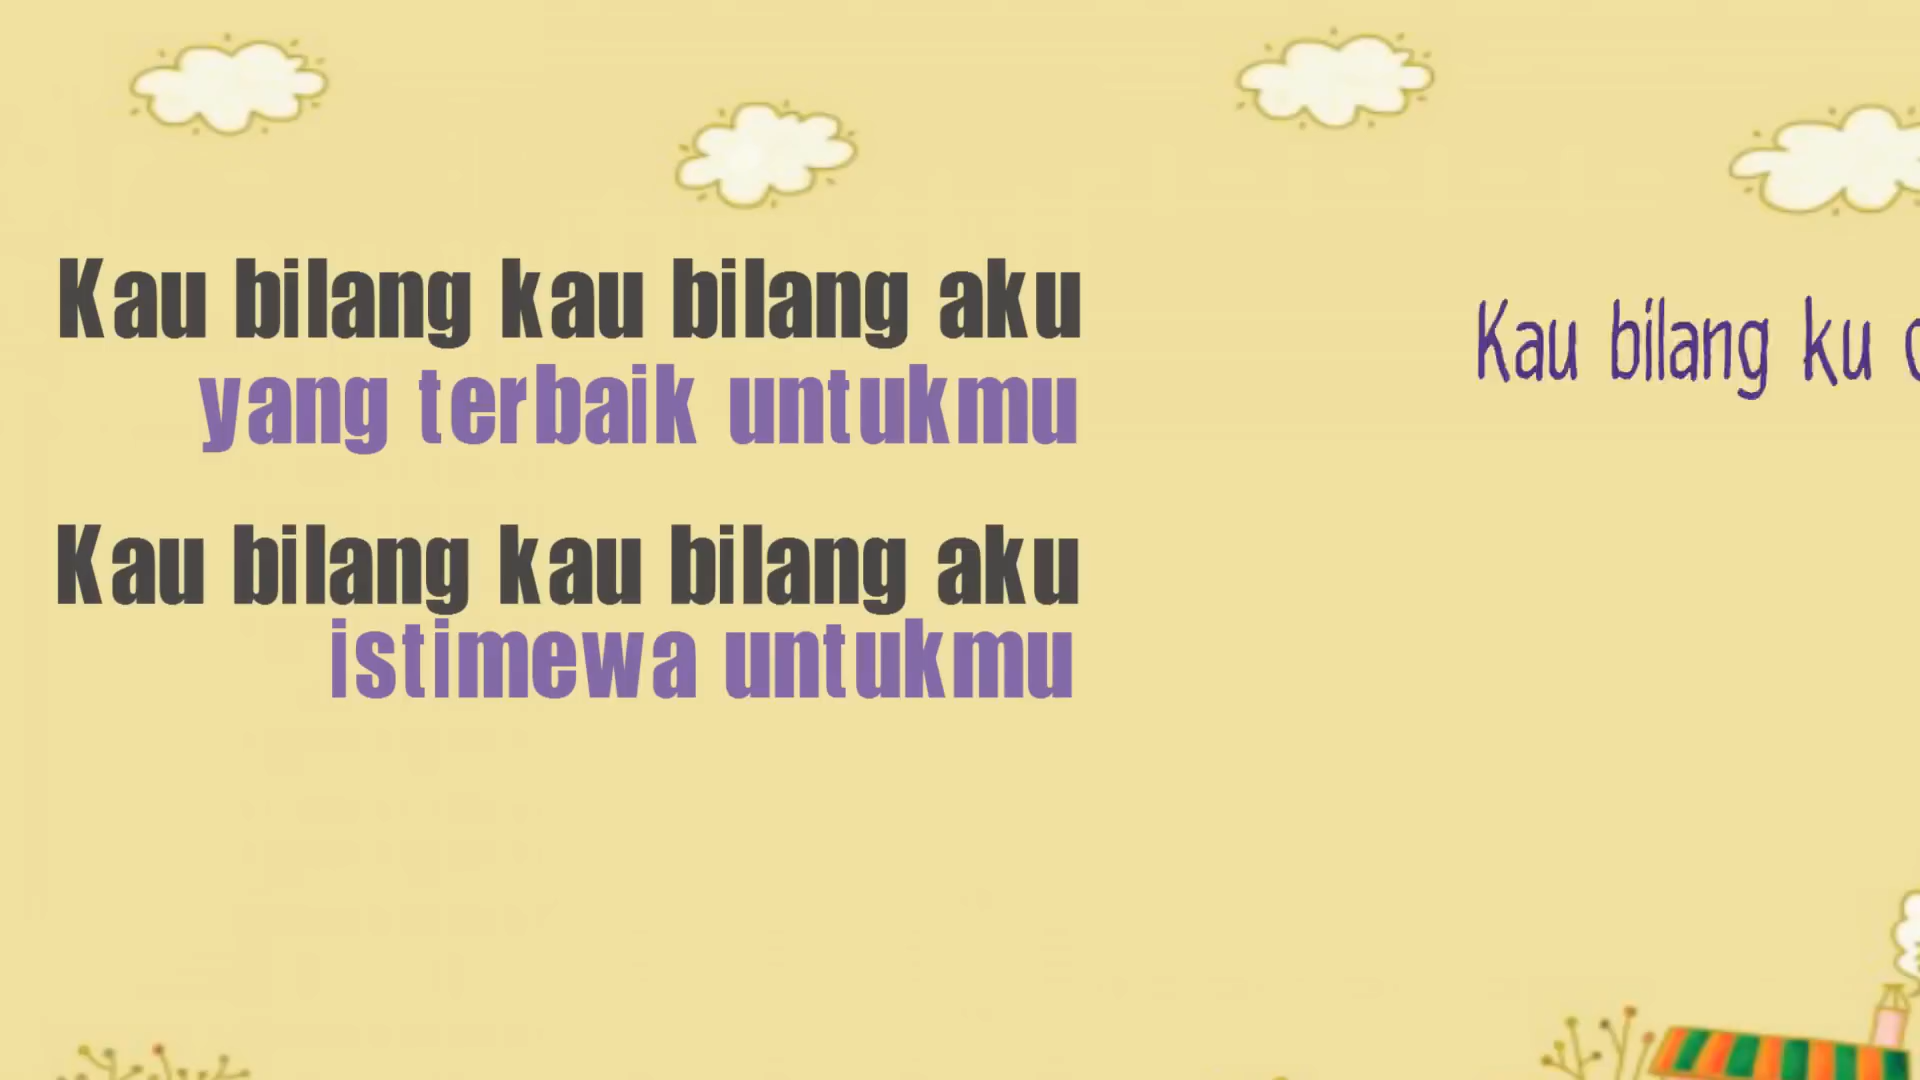 Kau bilang kau bilang aku
yang terbaik untukmu
Kau bilang kau bilang aku
istimewa untukmu
Kau bilang ku